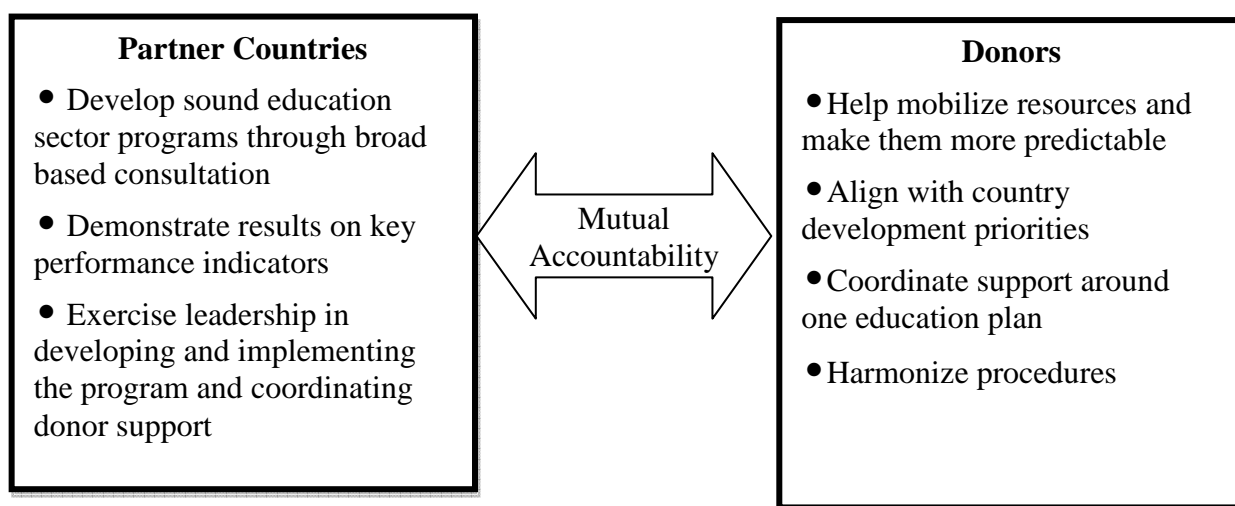 Partner Countries
• Develop sound education
sector programs through broad
based consultation
• Demonstrate results on key
performance indicators
• Exercise leadership in
developing and implementing
the program and coordinating
donor support
Mutual
Accountability
Donors
•Help mobilize resources and
make them more predictable
•Align with country
development priorities
•Coordinate support around
one education plan
•Harmonize procedures